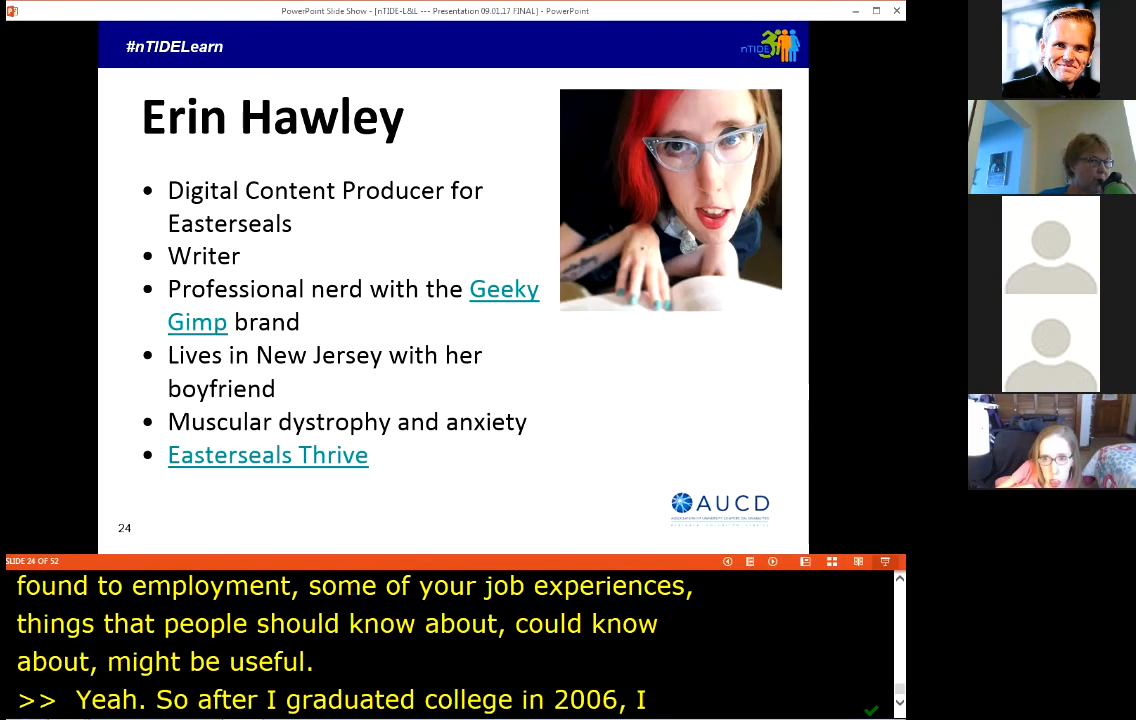 PowerPoint Slide Show - [nTIDE-L&L --- Presentation 09.01.17 FINAL] - PowerPoint
#nTIDELearn
nTIDE
Erin Hawley
• Digital Content Producer for
Easterseals
• Writer
• Professional nerd with the Geeky
Gimp brand
• Lives in New Jersey with her
boyfriend
• Muscular dystrophy and anxiety
• Easterseals Thrive
AUCD
24
SLIDE 24 OF 52
found to employment, some of your job experiences,
things that people should know about, could know
about, might be useful.
>> Yeah. So after I graduated college in 2006, I